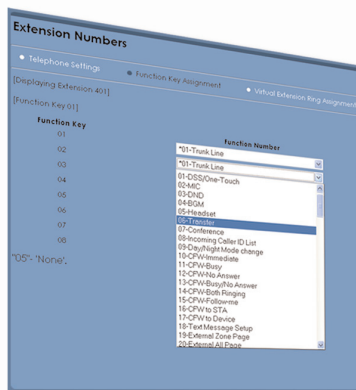 Extension Numbers
Telephone Settings
Function Key Assignment
Virtual Extension Ring Assignment
[Displaying Extension 401]
[Function Key 01]
Function Key
Function Number
01
02
03
04
05
06
07
08
"05"- 'None'.
*01-Trunk Line
*01-Trunk Line
01-DSS/One-Touch
02-MIC
03-DND
04-BGM
05-Headset
06-Transfer
07-Conference
08-Incoming Caller ID List
09-Day/Night Mode change
10-CFW-Immediate
11-CFW-Busy
12-CFW-No Answer
13-CFW-Busy/No Answer
14-CFW-Both Ringing
15-CFW-Follow-me
16-CFW to STA
17-CFW to Device
18-Text Message Setup
19-External Zone Page
20-External All Page